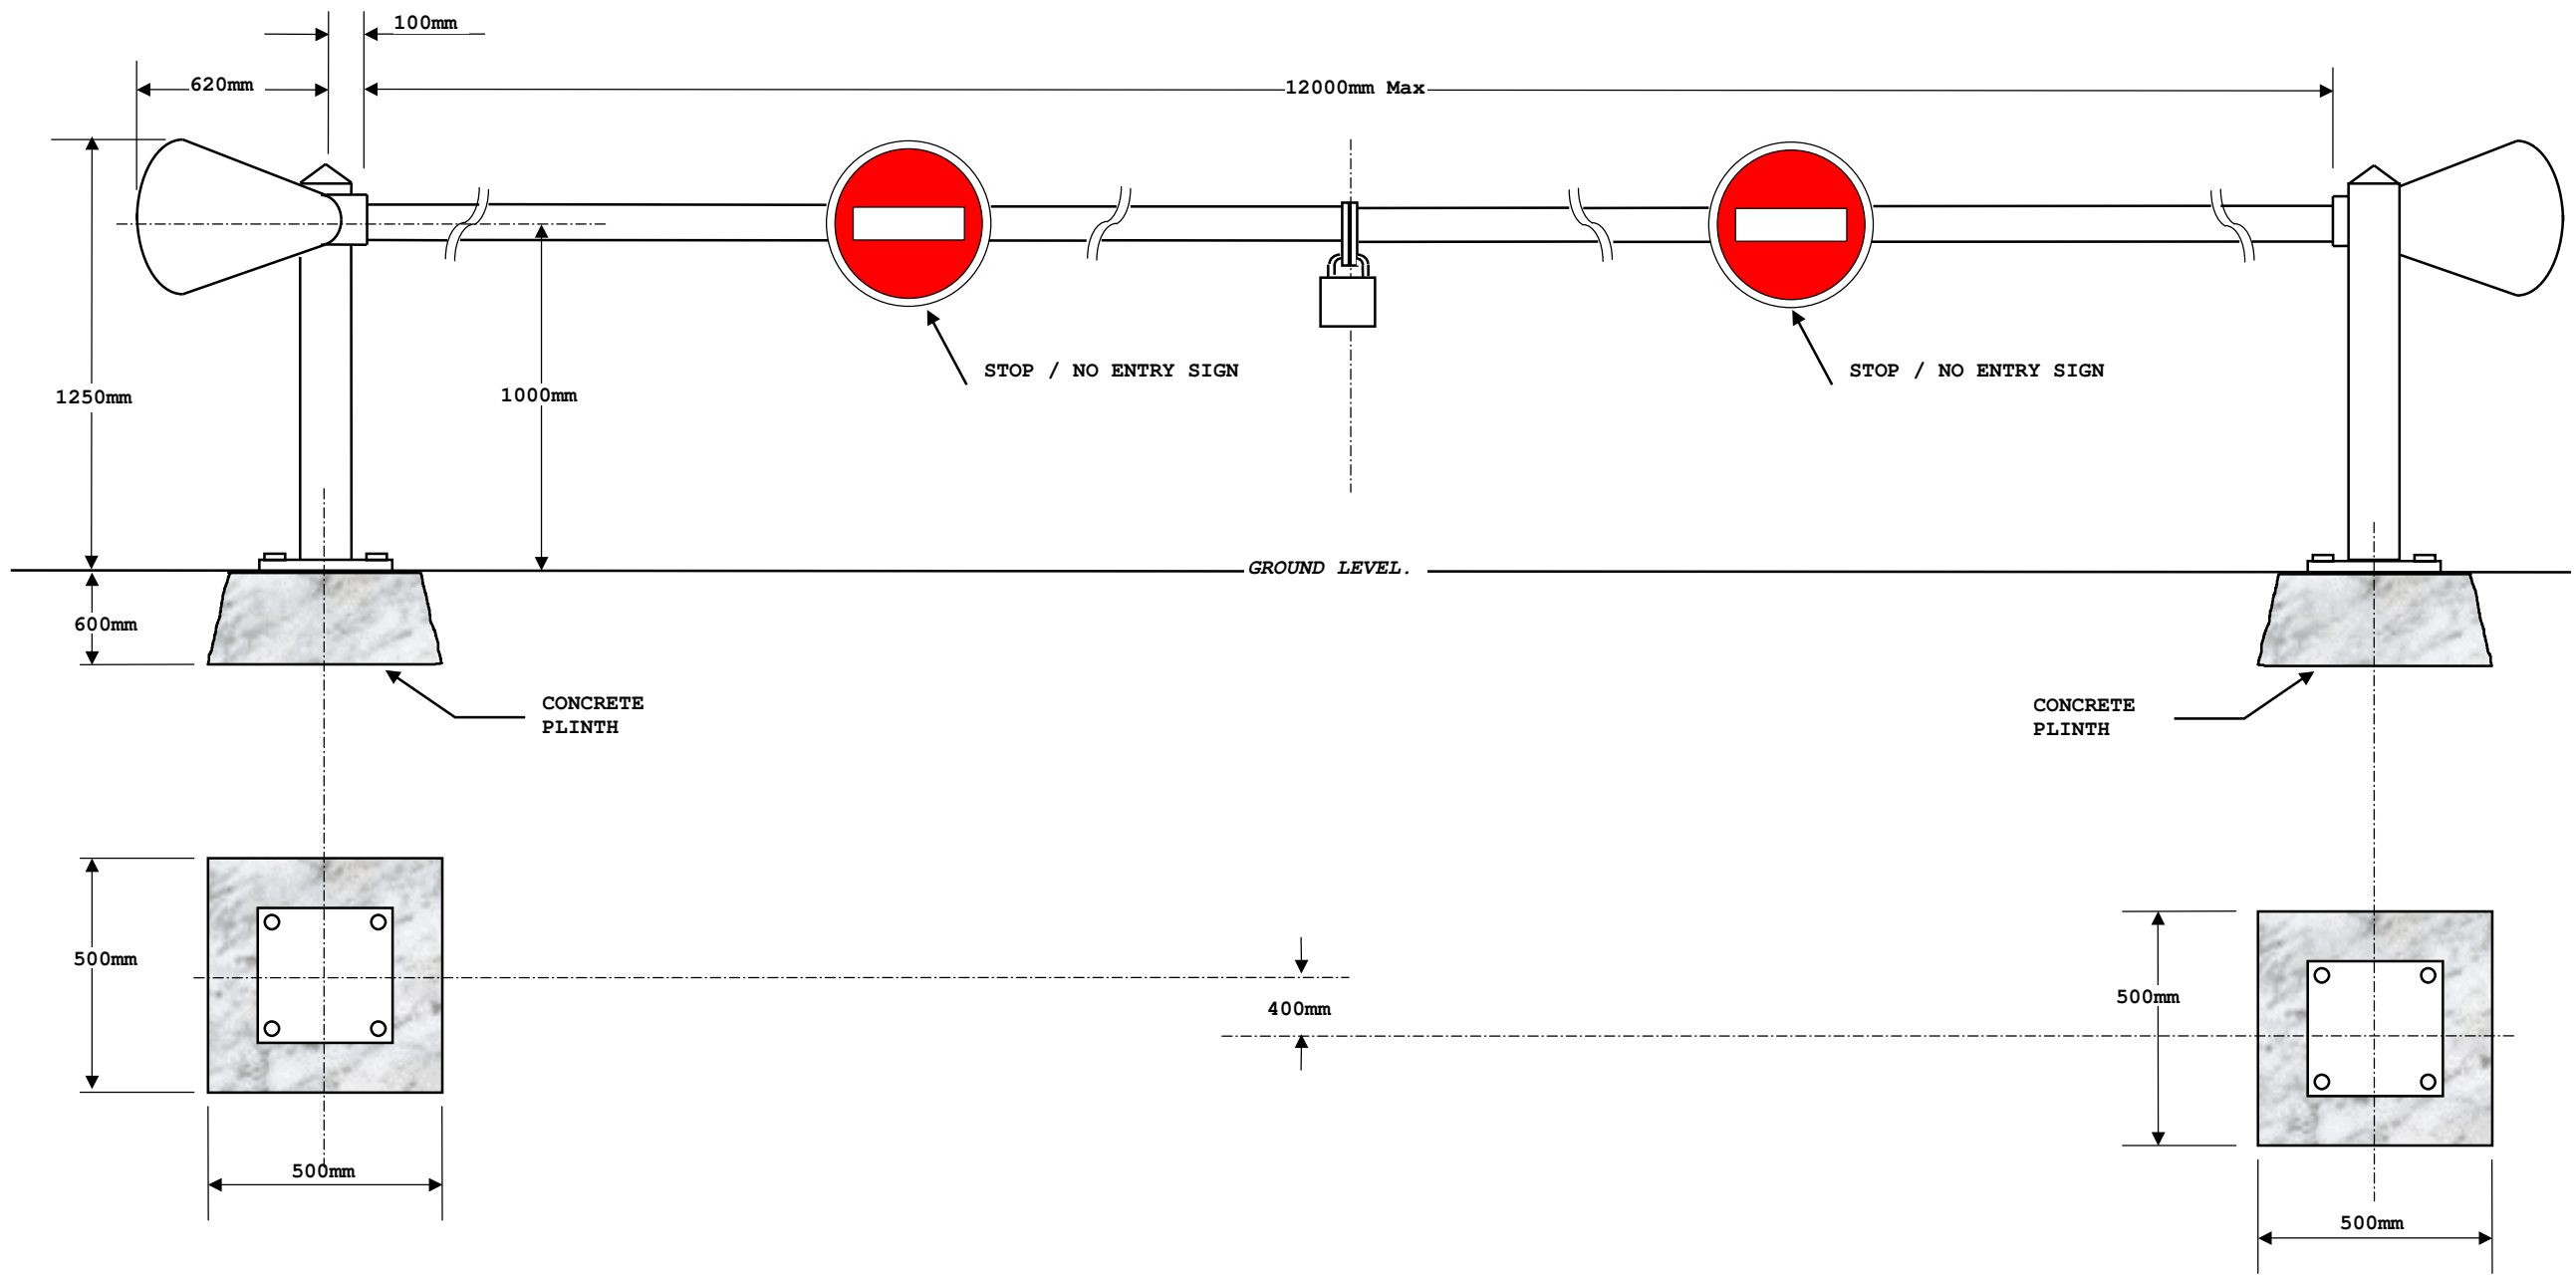 100mm
620mm
12000mm Max
STOP / NO ENTRY SIGN
STOP / NO ENTRY SIGN
1250mm
1000mm
GROUND LEVEL.
600mm
CONCRETE
PLINTH
CONCRETE
PLINTH
500mm
500mm
400mm
500mm
500mm